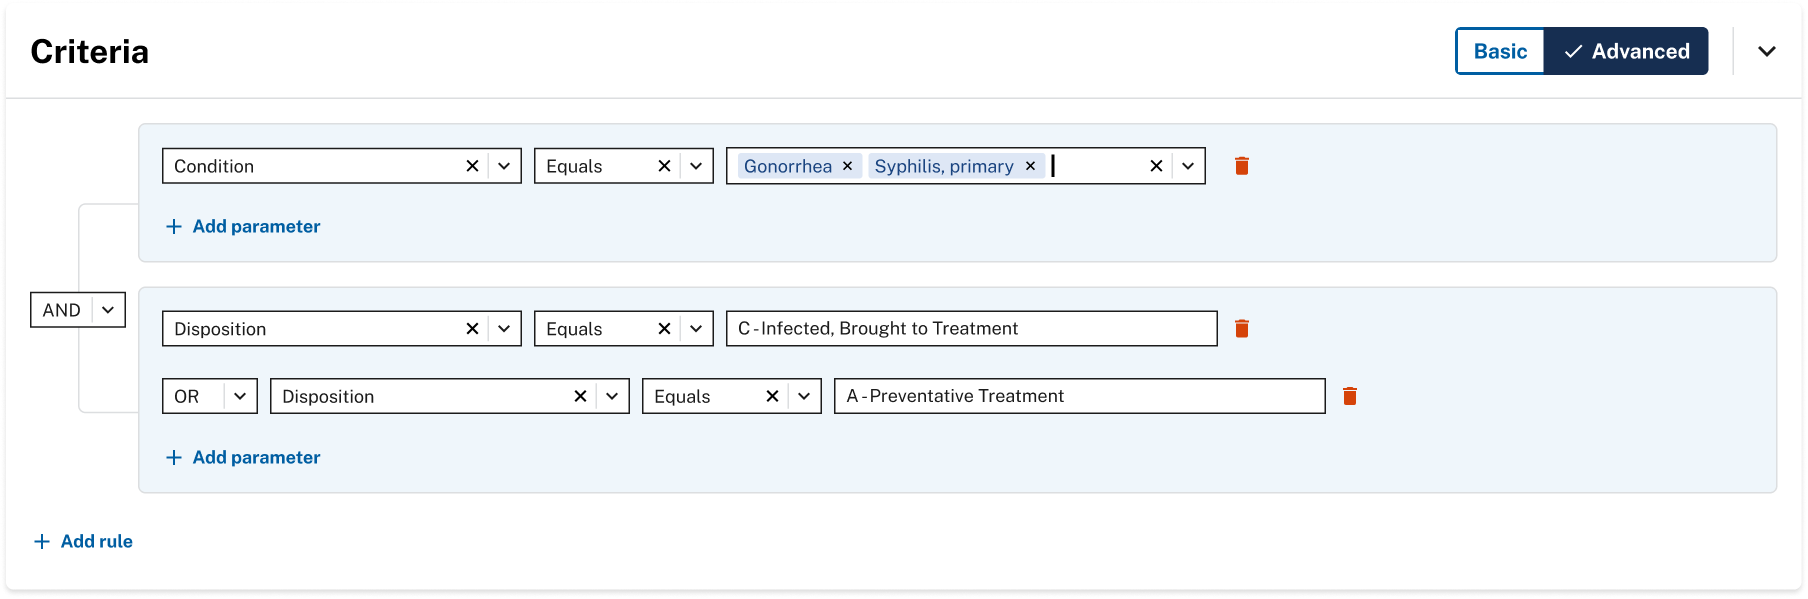 Criteria
Basic Advanced
Condition Equals Gonorrhea Syphilis, primary
Add parameter
AND
Disposition Equals C - Infected, Brought to Treatment
OR Disposition Equals A - Preventative Treatment
Add parameter
Add rule